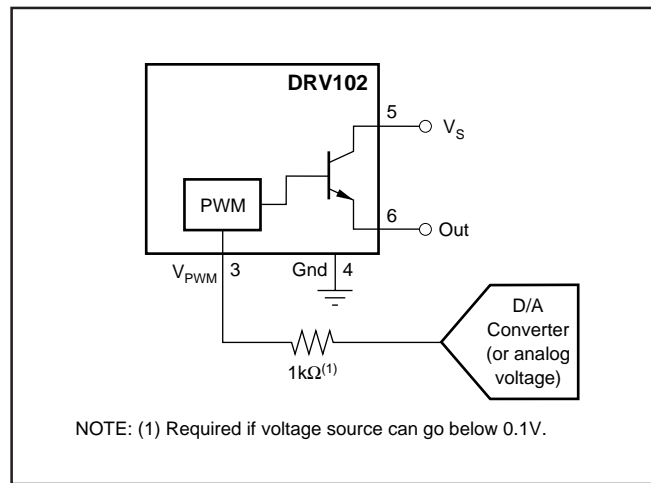 DRV102
5
V_S
PWM
6
Out
V_PWM
3
Gnd
4
D/A
Converter
(or analog
voltage)
1kΩ(1)
NOTE: (1) Required if voltage source can go below 0.1V.